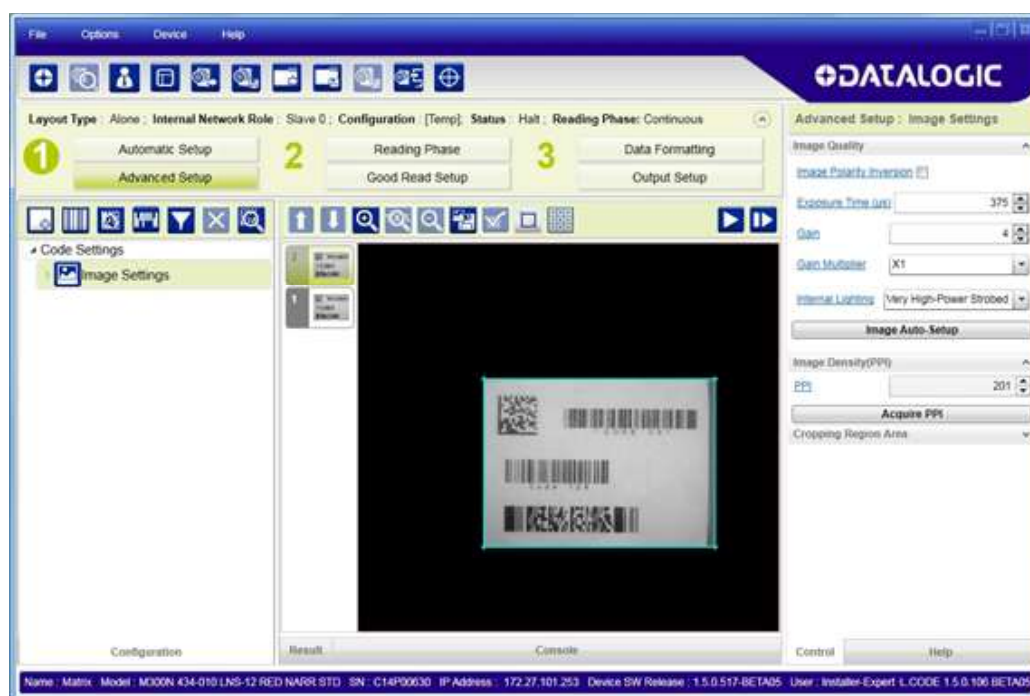 File Options Device Help
DATALOGIC
Layout Type : Alone ; Internal Network Role : Slave 0 ; Configuration : [Temp]; Status : Halt ; Reading Phase: Continuous
Advanced Setup : Image Settings
1 Automatic Setup 2 Reading Phase 3 Data Formatting
Advanced Setup Good Read Setup Output Setup
Image Quality
Image Polarity Inversion
Exposure Time (us) 375
Gain 4
Gain Multiplier X1
Internal Lighting Very High-Power Strobed
Image Auto-Setup
Image Density(PPI)
PPI 201
Acquire PPI
Cropping Region Area
Code Settings
Image Settings
1
Configuration
Result Console
Control Help
Name : Matrix Model : M300N 434-010 LNS-12 RED NARR STD SN : C14P00630 IP Address : 172.27.101.253 Device SW Release : 1.5.0.517-BETA05 User : Installer-Expert L.CODE 1.5.0.106 BETA05